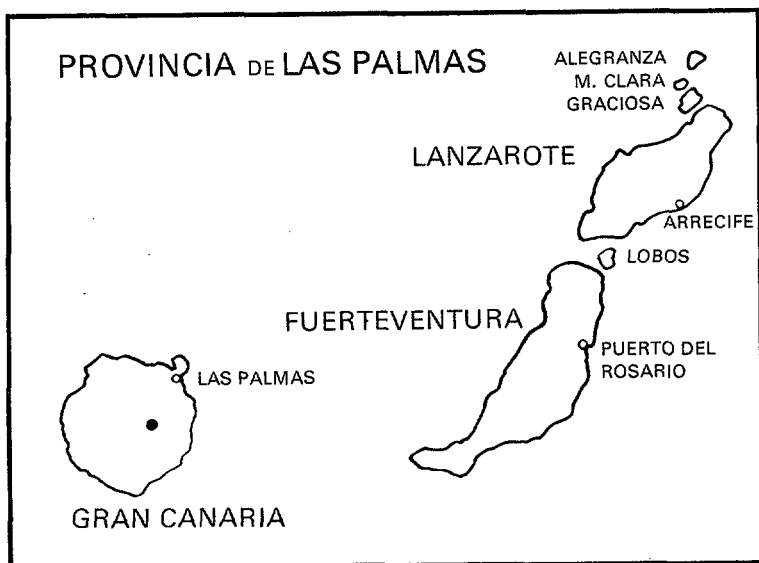 PROVINCIA DE LAS PALMAS
ALEGRANZA
M. CLARA
GRACIOSA
LANZAROTE
ARRECIFE
LOBOS
FUERTEVENTURA
PUERTO DEL
ROSARIO
LAS PALMAS
GRAN CANARIA